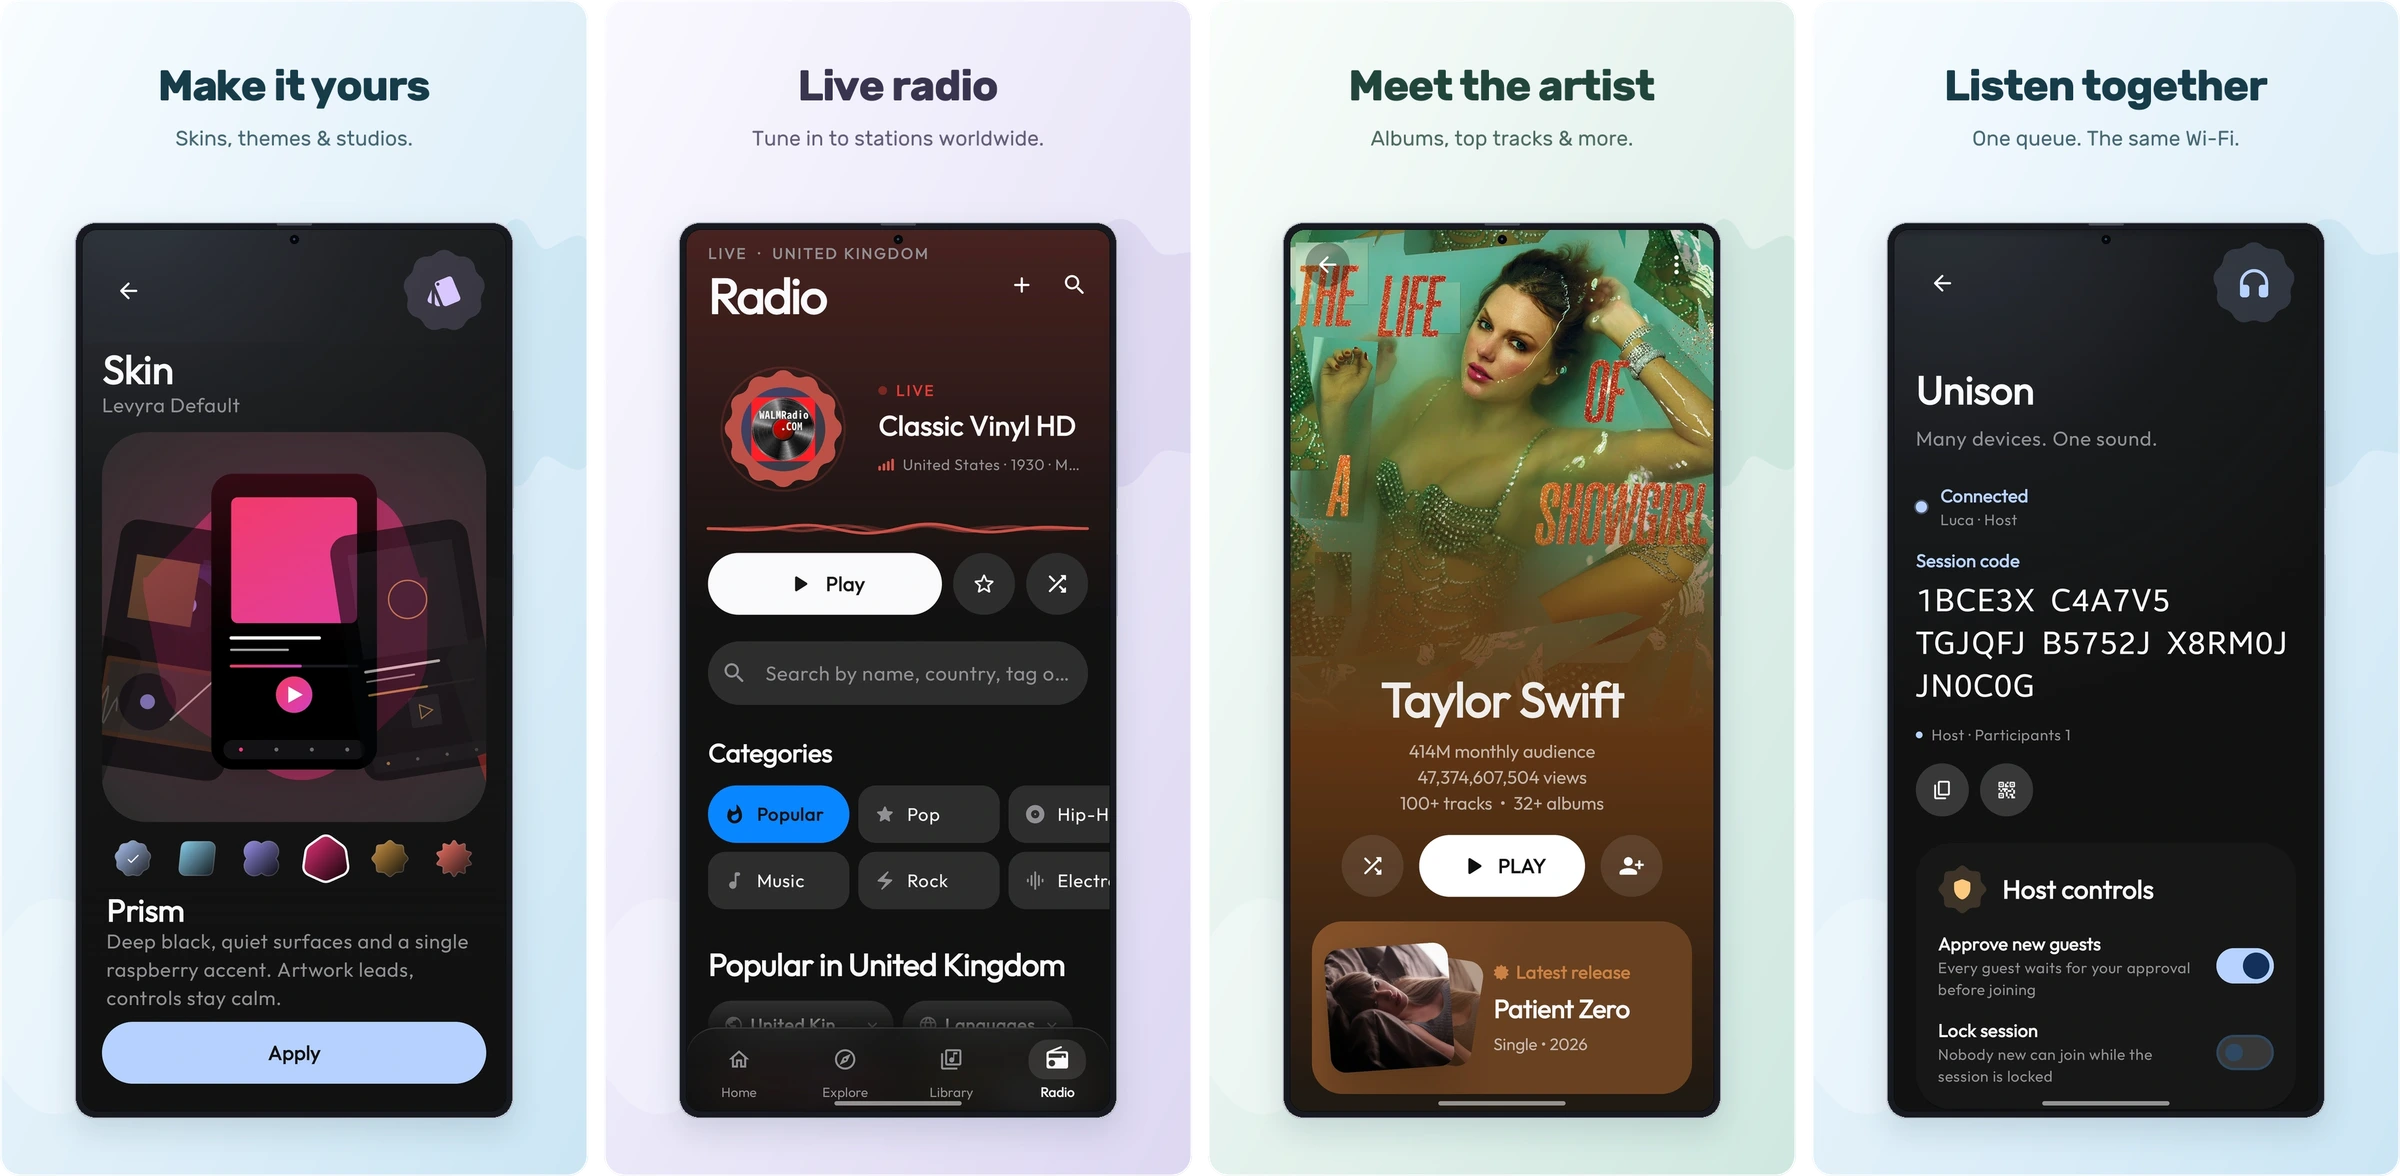 Make it yours
Skins, themes & studios.
Skin
Levyra Default
Prism
Deep black, quiet surfaces and a single
raspberry accent. Artwork leads,
controls stay calm.
Apply
Live radio
Tune in to stations worldwide.
LIVE · UNITED KINGDOM
Radio
WALMRadio
.COM
LIVE
Classic Vinyl HD
United States · 1930 · M...
Play
Search by name, country, tag o...
Categories
Popular
Pop
Hip-H
Music
Rock
Electr
Popular in United Kingdom
United Kin
Languages
Home
Explore
Library
Radio
Meet the artist
Albums, top tracks & more.
THE LIFE
OF
A
SHOWGIRL
Taylor Swift
414M monthly audience
47,374,607,504 views
100+ tracks • 32+ albums
PLAY
Latest release
Patient Zero
Single • 2026
Listen together
One queue. The same Wi-Fi.
Unison
Many devices. One sound.
Connected
Luca · Host
Session code
1BCE3X C4A7V5
TGJQFJ B5752J X8RM0J
JN0C0G
Host · Participants 1
Host controls
Approve new guests
Every guest waits for your approval
before joining
Lock session
Nobody new can join while the
session is locked